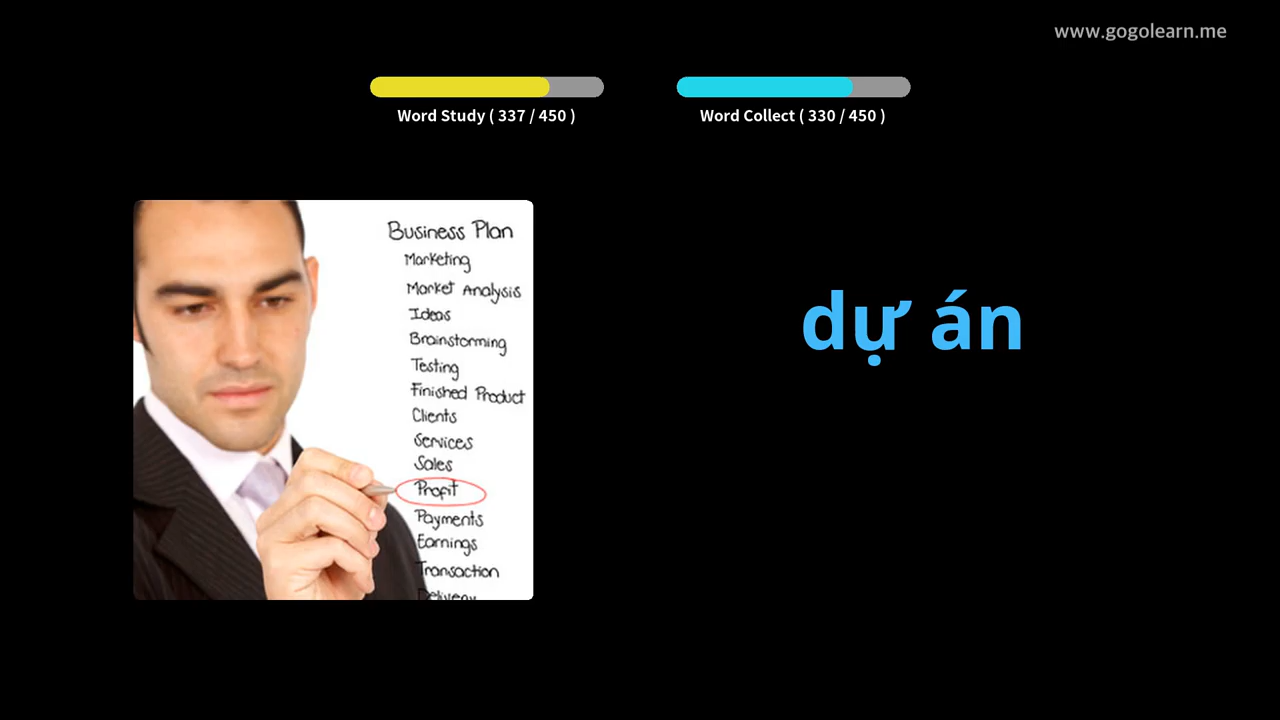 www.gogolearn.me
Word Study ( 337 / 450 )
Word Collect ( 330 / 450 )
Business Plan
Marketing
Market Analysis
Ideas
Brainstorming
Testing
Finished Product
Clients
Services
Sales
Profit
Payments
Earnings
Transaction
Delivery
dự án